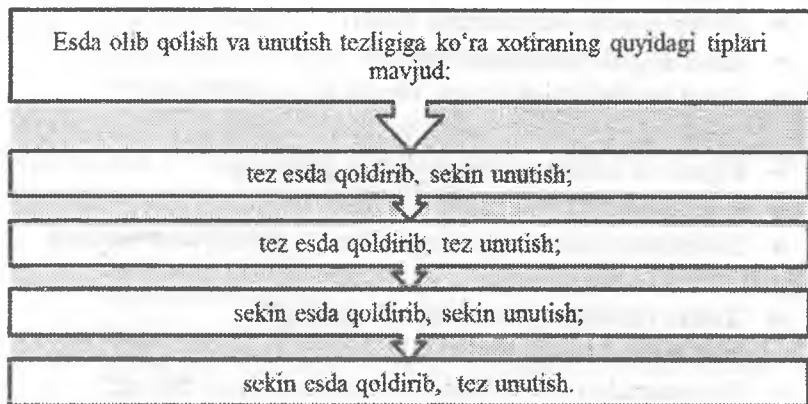 Esda olib qolish va unutish tezligiga ko‘ra xotiraning quyidagi tiplari
mavjud:
tez esda qoldirib, sekin unutish;
tez esda qoldirib, tez unutish;
sekin esda qoldirib, sekin unutish;
sekin esda qoldirib, tez unutish.